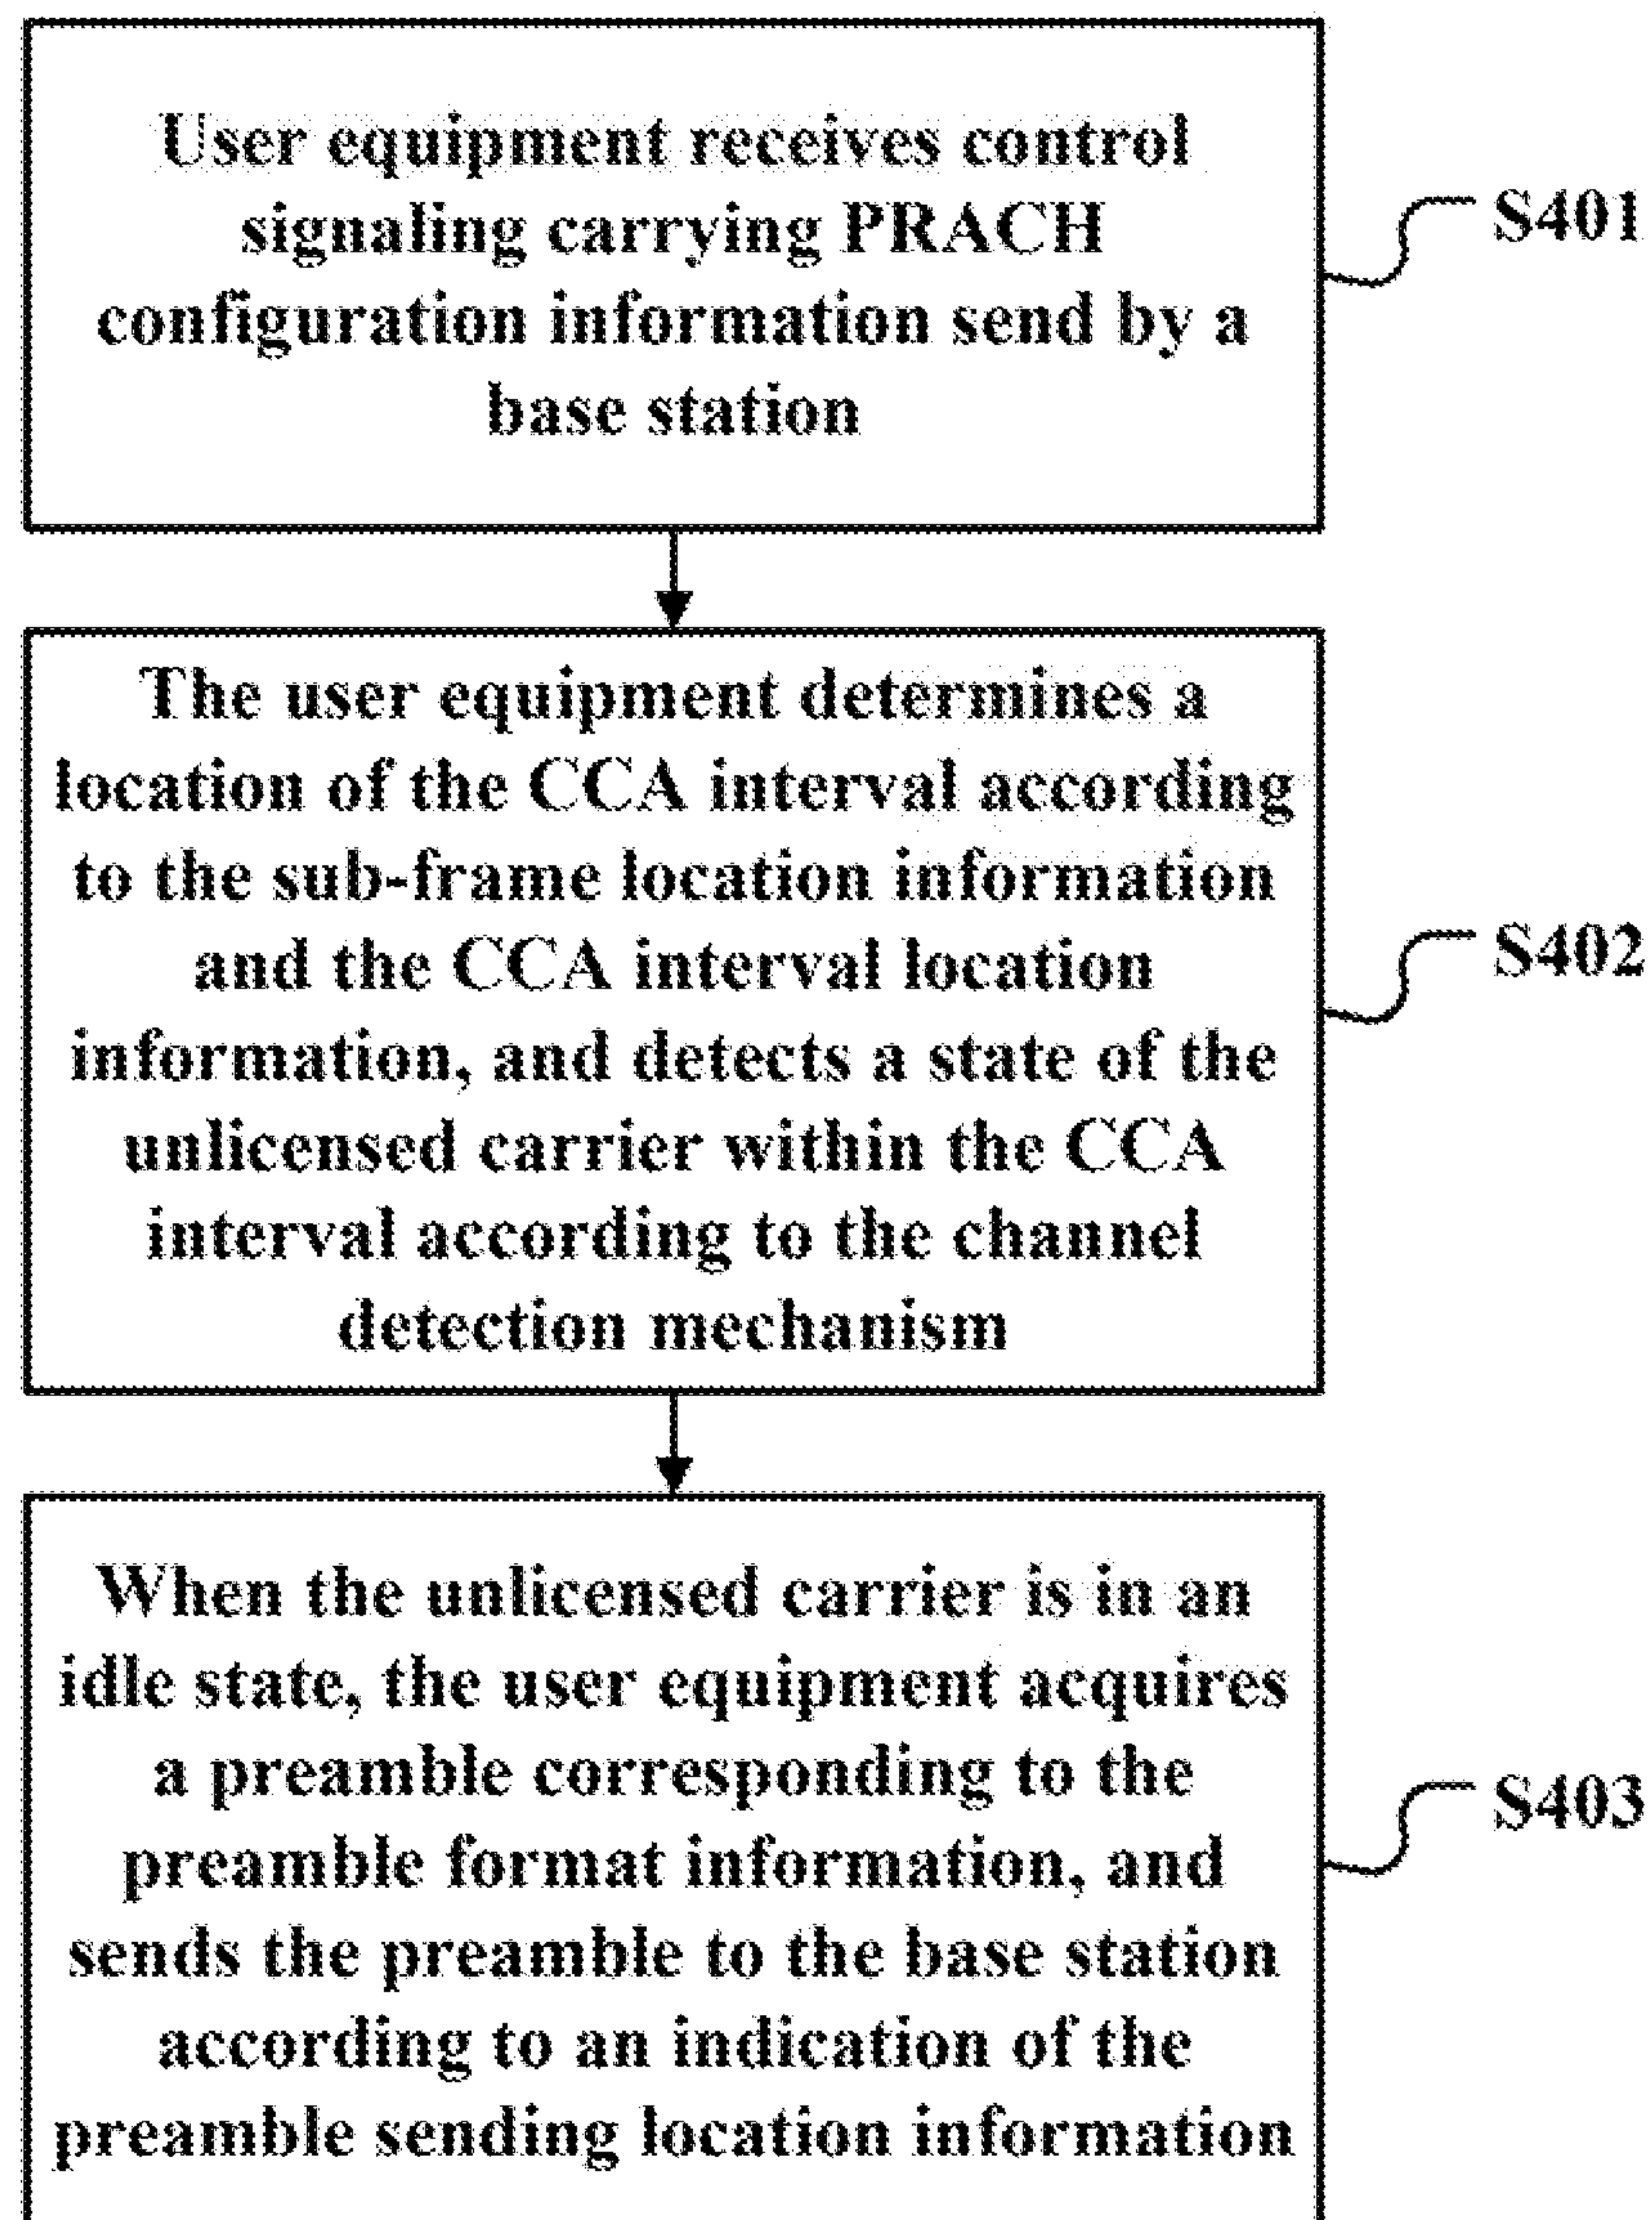 User equipment receives control
signaling carrying PRACH
configuration information send by a
base station
S401
The user equipment determines a
location of the CCA interval according
to the sub-frame location information
and the CCA interval location
information, and detects a state of the
unlicensed carrier within the CCA
interval according to the channel
detection mechanism
S402
When the unlicensed carrier is in an
idle state, the user equipment acquires
a preamble corresponding to the
preamble format information, and
sends the preamble to the base station
according to an indication of the
preamble sending location information
S403